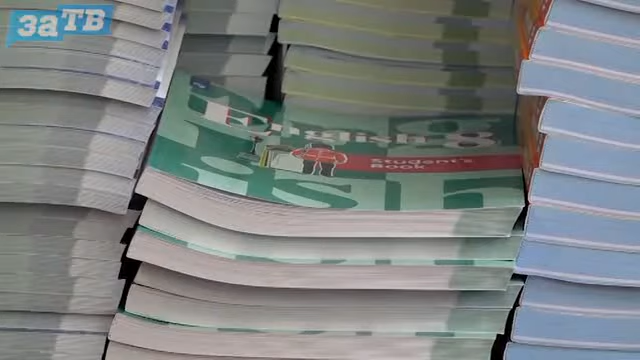 заТВ
English 8
Student's
Book